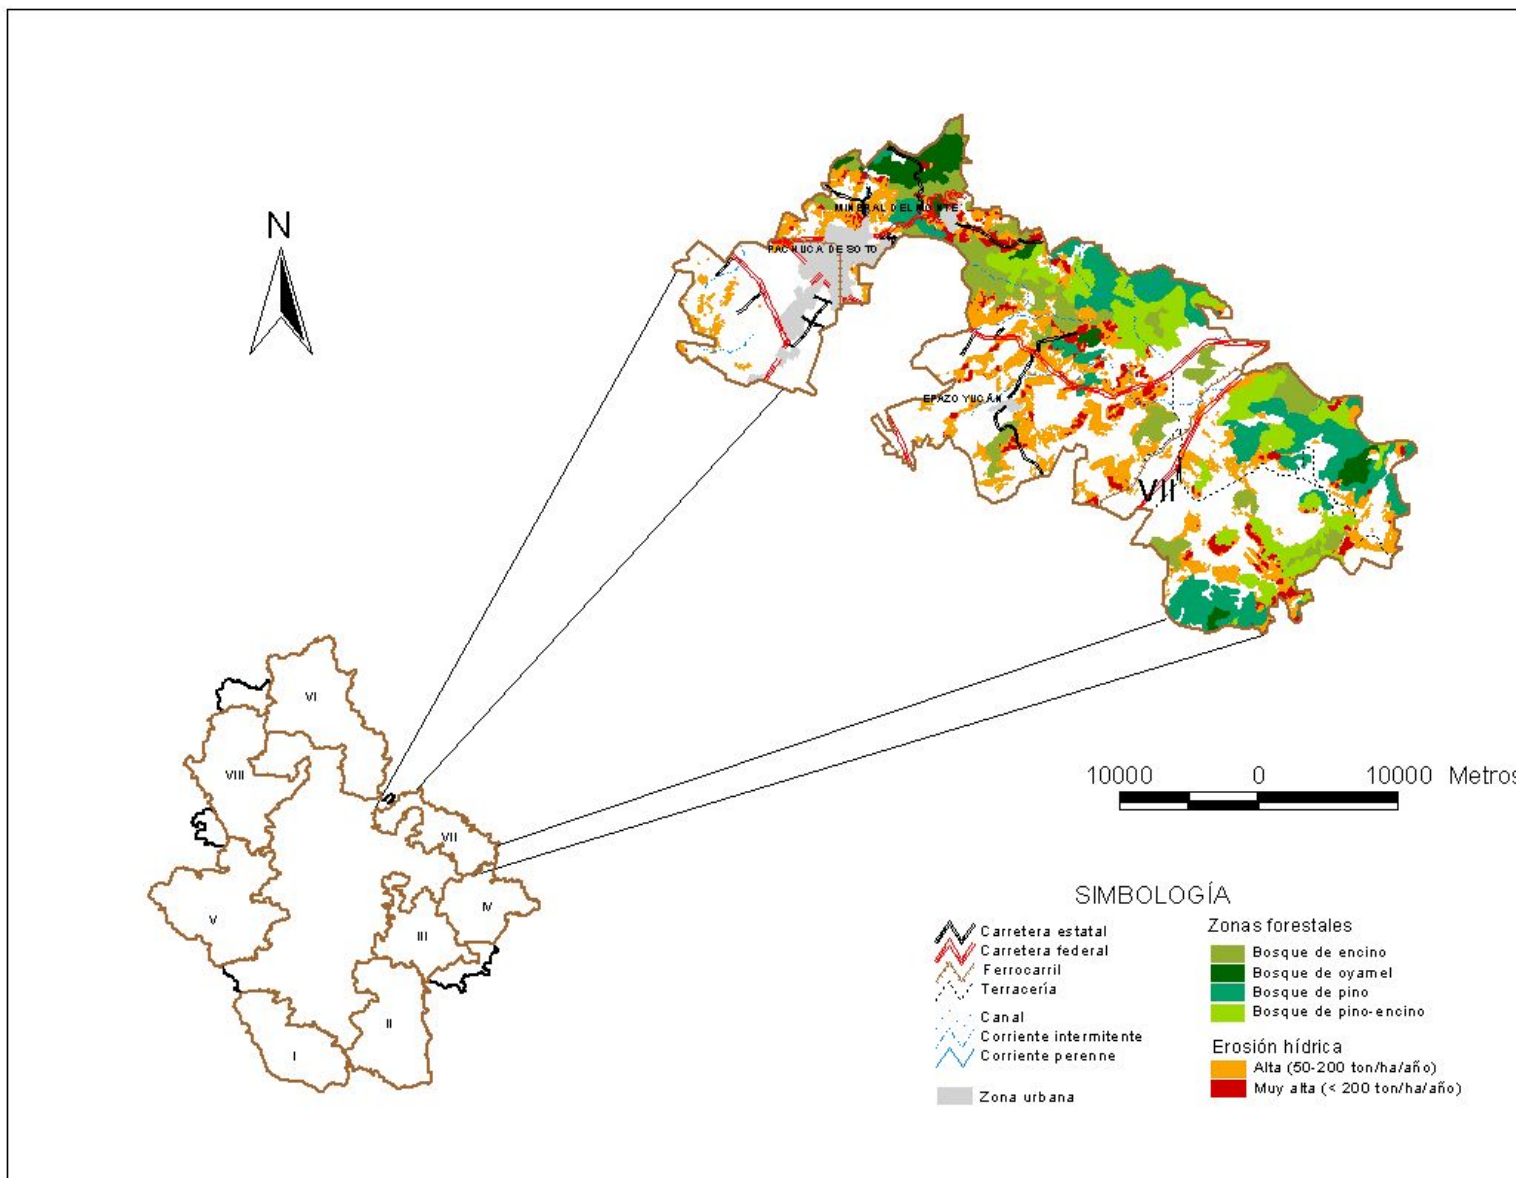 N
MINERAL DEL MONTE
PACHUCA DE SOTO
EPAZOYUCÁN
VII
VI
VIII
VII
V
IV
III
II
I
10000 0 10000 Metros
SIMBOLOGÍA
Carretera estatal
Carretera federal
Ferrocarril
Terracería
Canal
Corriente intermitente
Corriente perenne
Zona urbana
Zonas forestales
Bosque de encino
Bosque de oyamel
Bosque de pino
Bosque de pino-encino
Erosión hídrica
Alta (50-200 ton/ha/año)
Muy alta (< 200 ton/ha/año)